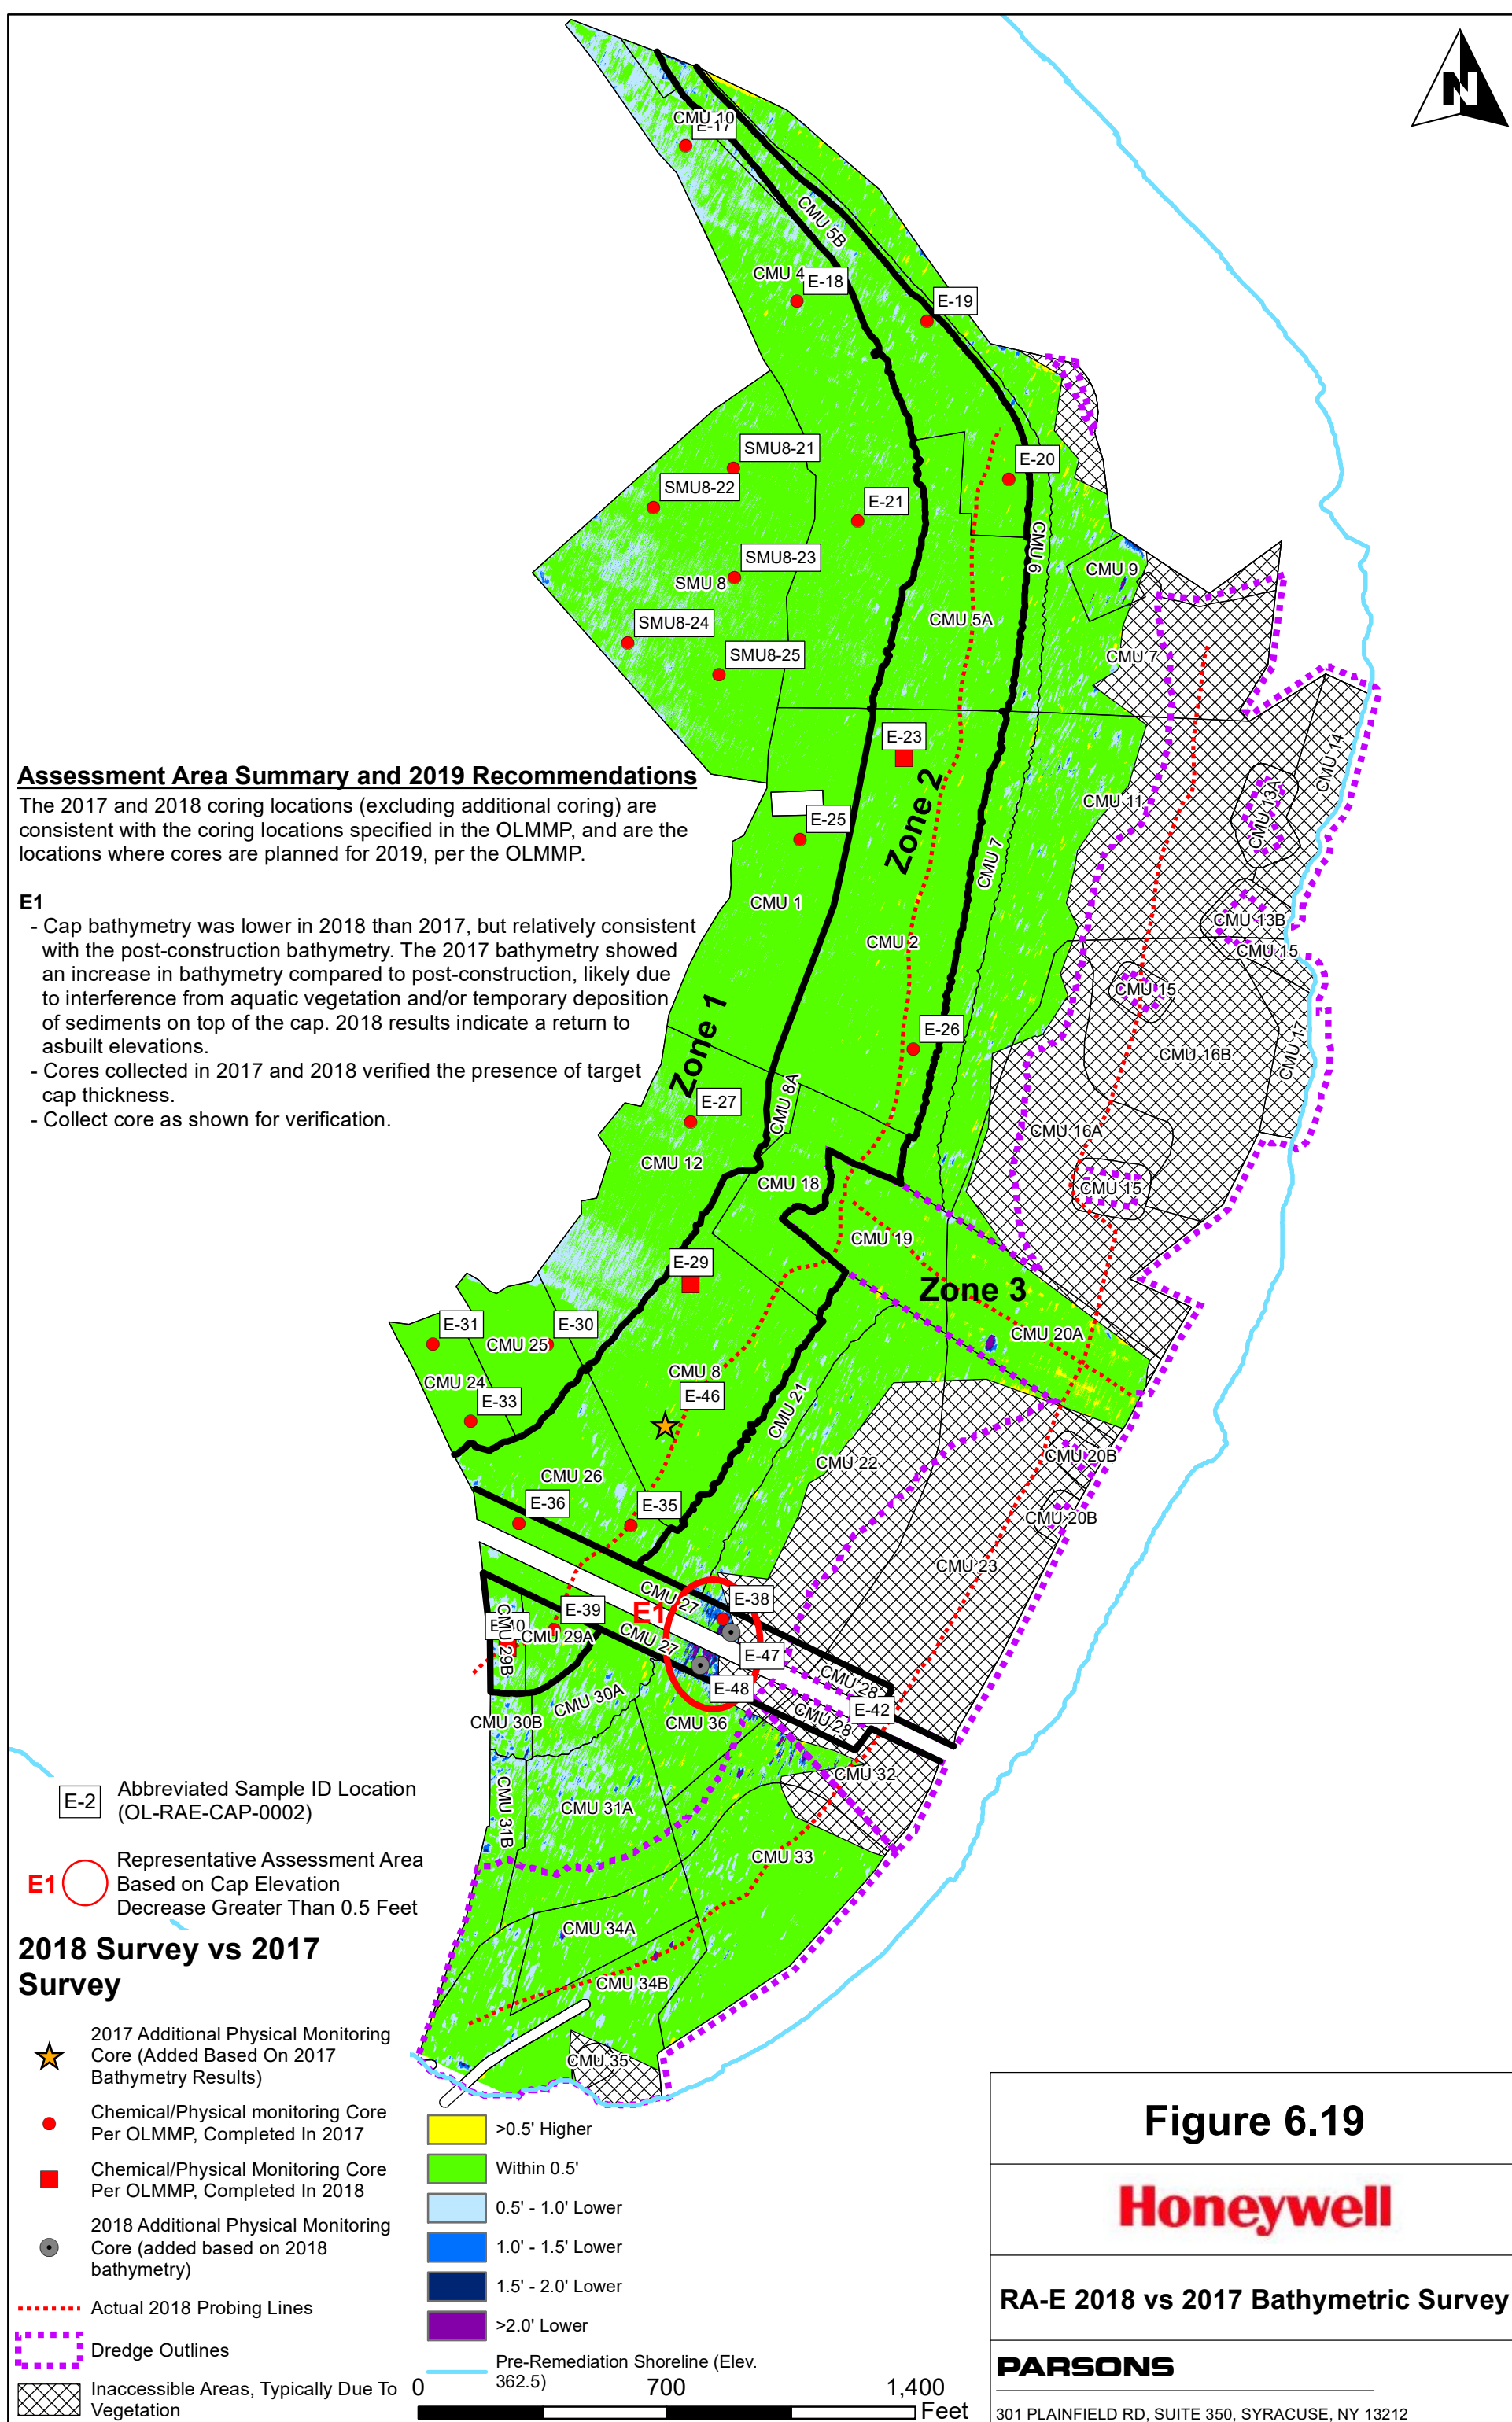 N
CMU 10
E-17
CMU 5B
CMU 4
E-18
E-19
SMU8-21
E-20
SMU8-22
E-21
CMU 6
SMU8-23
CMU 9
SMU 8
SMU8-24
CMU 5A
SMU8-25
CMU 7
E-23
CMU 14
Assessment Area Summary and 2019 Recommendations
The 2017 and 2018 coring locations (excluding additional coring) are
consistent with the coring locations specified in the OLMMP, and are the
locations where cores are planned for 2019, per the OLMMP.
E1
- Cap bathymetry was lower in 2018 than 2017, but relatively consistent
with the post-construction bathymetry. The 2017 bathymetry showed
an increase in bathymetry compared to post-construction, likely due
to interference from aquatic vegetation and/or temporary deposition
of sediments on top of the cap. 2018 results indicate a return to
asbuilt elevations.
- Cores collected in 2017 and 2018 verified the presence of target
cap thickness.
- Collect core as shown for verification.
CMU 11
CMU 13A
E-25
Zone 2
CMU 7
CMU 1
CMU 13B
CMU 2
CMU 15
CMU 15
Zone 1
E-26
CMU 17
CMU 16B
CMU 8A
E-27
CMU 16A
CMU 12
CMU 18
CMU 15
CMU 19
E-29
Zone 3
E-31
CMU 25
E-30
CMU 20A
CMU 24
CMU 8
E-33
E-46
CMU 21
CMU 20B
CMU 22
CMU 26
E-36
E-35
CMU 20B
CMU 23
CMU 27
E-38
E1
E-39
E-40
CMU 29A
CMU 29B
CMU 27
E-47
E-48
CMU 28
CMU 30A
E-42
CMU 30B
CMU 36
CMU 28
CMU 32
CMU 31A
CMU 31B
CMU 33
CMU 34A
CMU 34B
CMU 35
E-2
Abbreviated Sample ID Location
(OL-RAE-CAP-0002)
E1
Representative Assessment Area
Based on Cap Elevation
Decrease Greater Than 0.5 Feet
2018 Survey vs 2017
Survey
2017 Additional Physical Monitoring
Core (Added Based On 2017
Bathymetry Results)
Chemical/Physical monitoring Core
Per OLMMP, Completed In 2017
Chemical/Physical Monitoring Core
Per OLMMP, Completed In 2018
2018 Additional Physical Monitoring
Core (added based on 2018
bathymetry)
Actual 2018 Probing Lines
Dredge Outlines
Inaccessible Areas, Typically Due To
Vegetation
>0.5' Higher
Within 0.5'
0.5' - 1.0' Lower
1.0' - 1.5' Lower
1.5' - 2.0' Lower
>2.0' Lower
Pre-Remediation Shoreline (Elev.
362.5)
0 700 1,400
Feet
Figure 6.19
Honeywell
RA-E 2018 vs 2017 Bathymetric Survey
PARSONS
301 PLAINFIELD RD, SUITE 350, SYRACUSE, NY 13212